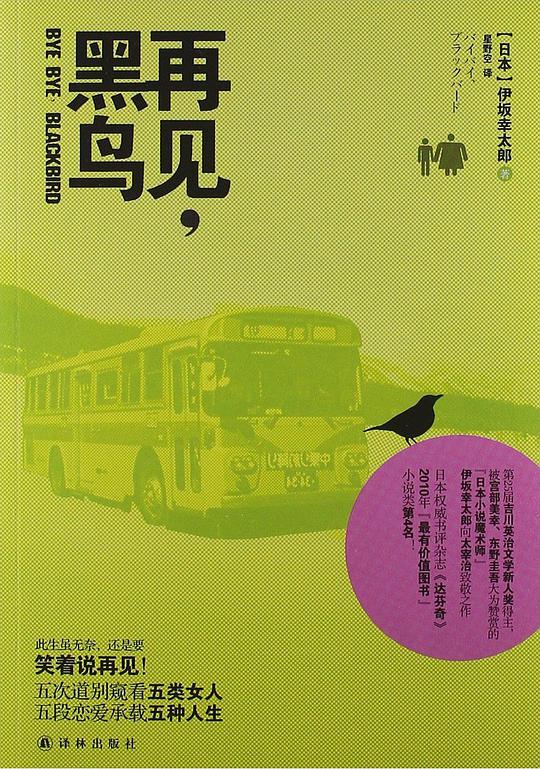 再见，
黑鸟
BYE BYE, BLACKBIRD
【日本】伊坂幸太郎 著
星野空 译
バイバイ、
ブラックバード
第25届吉川英治文学新人奖得主、
被宫部美幸、东野圭吾大为赞赏的
『日本小说魔术师』
伊坂幸太郎向太宰治致敬之作
日本权威书评杂志《达芬奇》
2010年『最有价值图书』
小说类第4名！
此生虽无奈，还是要
笑着说再见！
五次道别窥看五类女人
五段恋爱承载五种人生
译林出版社